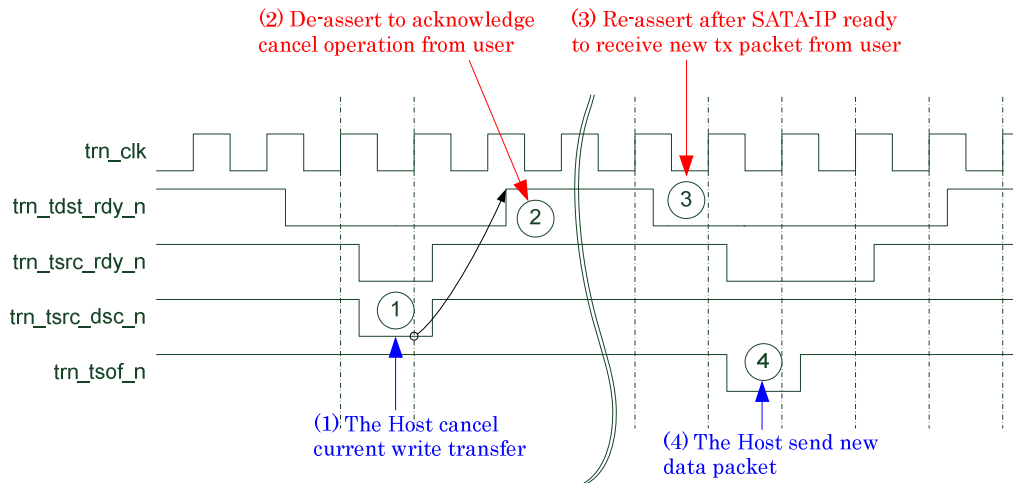 (2) De-assert to acknowledge
cancel operation from user
(3) Re-assert after SATA-IP ready
to receive new tx packet from user
trn_clk
trn_tdst_rdy_n
2
3
trn_tsrc_rdy_n
trn_tsrc_dsc_n
1
trn_tsof_n
4
(1) The Host cancel
current write transfer
(4) The Host send new
data packet